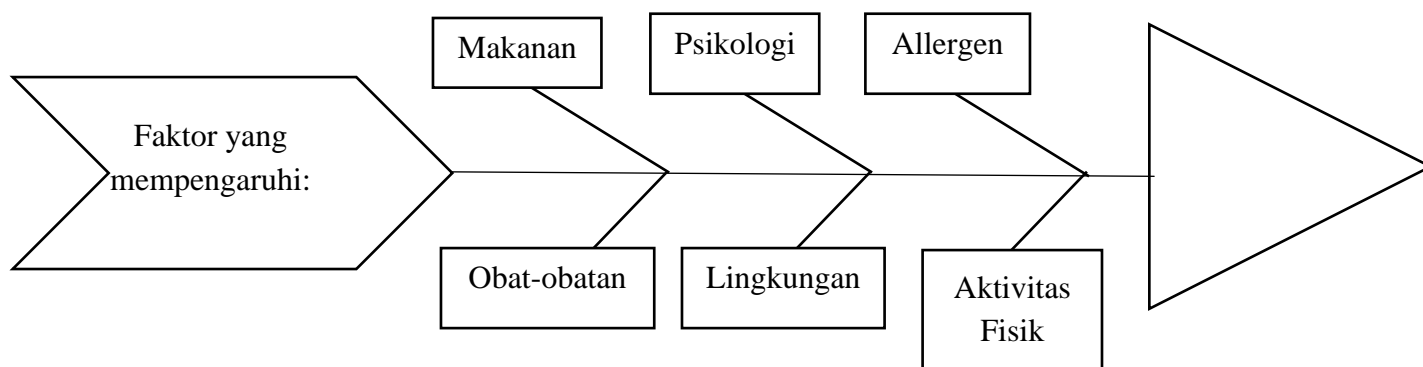 Faktor yang
mempengaruhi:
Makanan
Psikologi
Allergen
Obat-obatan
Lingkungan
Aktivitas
Fisik